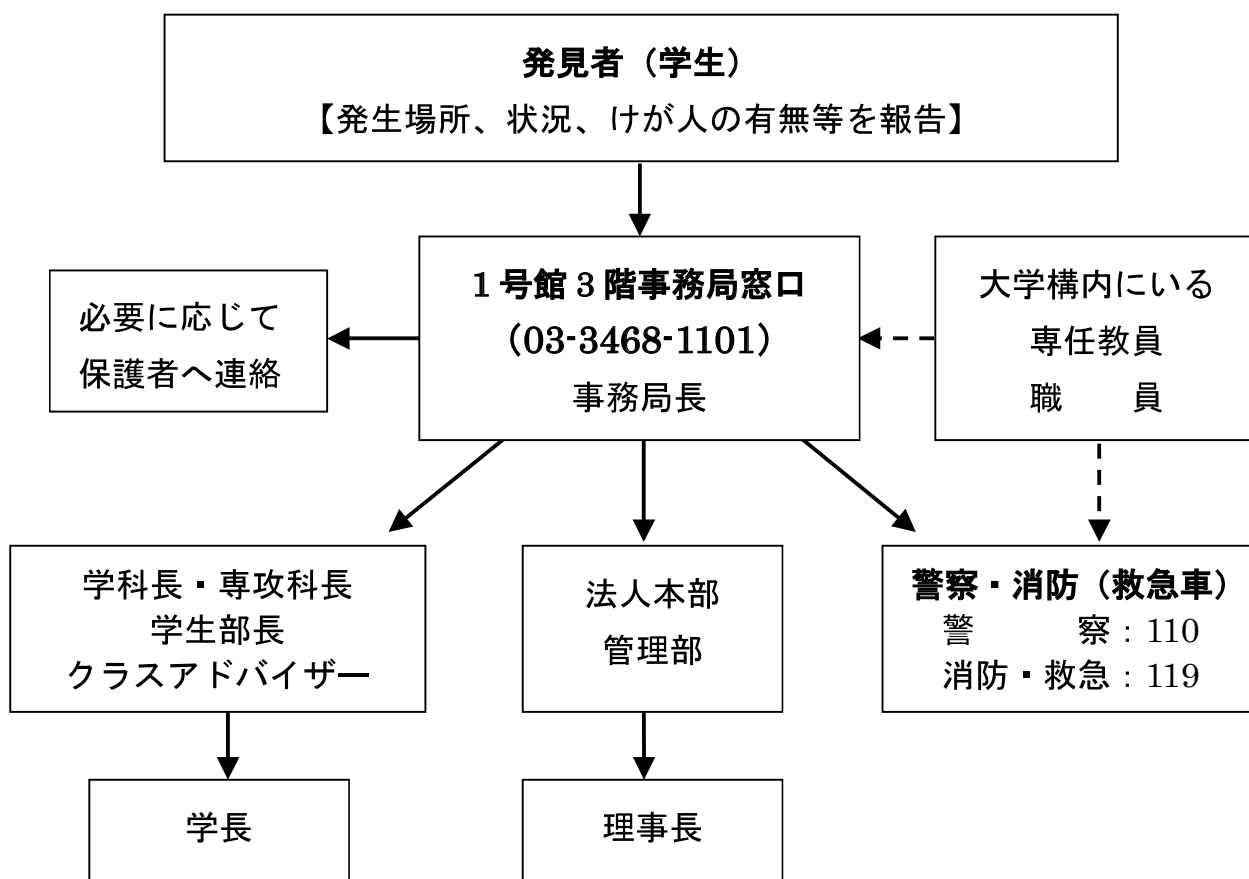 発見者（学生）
【発生場所、状況、けが人の有無等を報告】
必要に応じて
保護者へ連絡
1 号館 3 階事務局窓口
（03-3468-1101）
事務局長
大学構内にいる
専任教員
職　　員
学科長・専攻科長
学生部長
クラスアドバイザー
法人本部
管理部
警察・消防（救急車）
警　　　察：110
消防・救急：119
学長
理事長